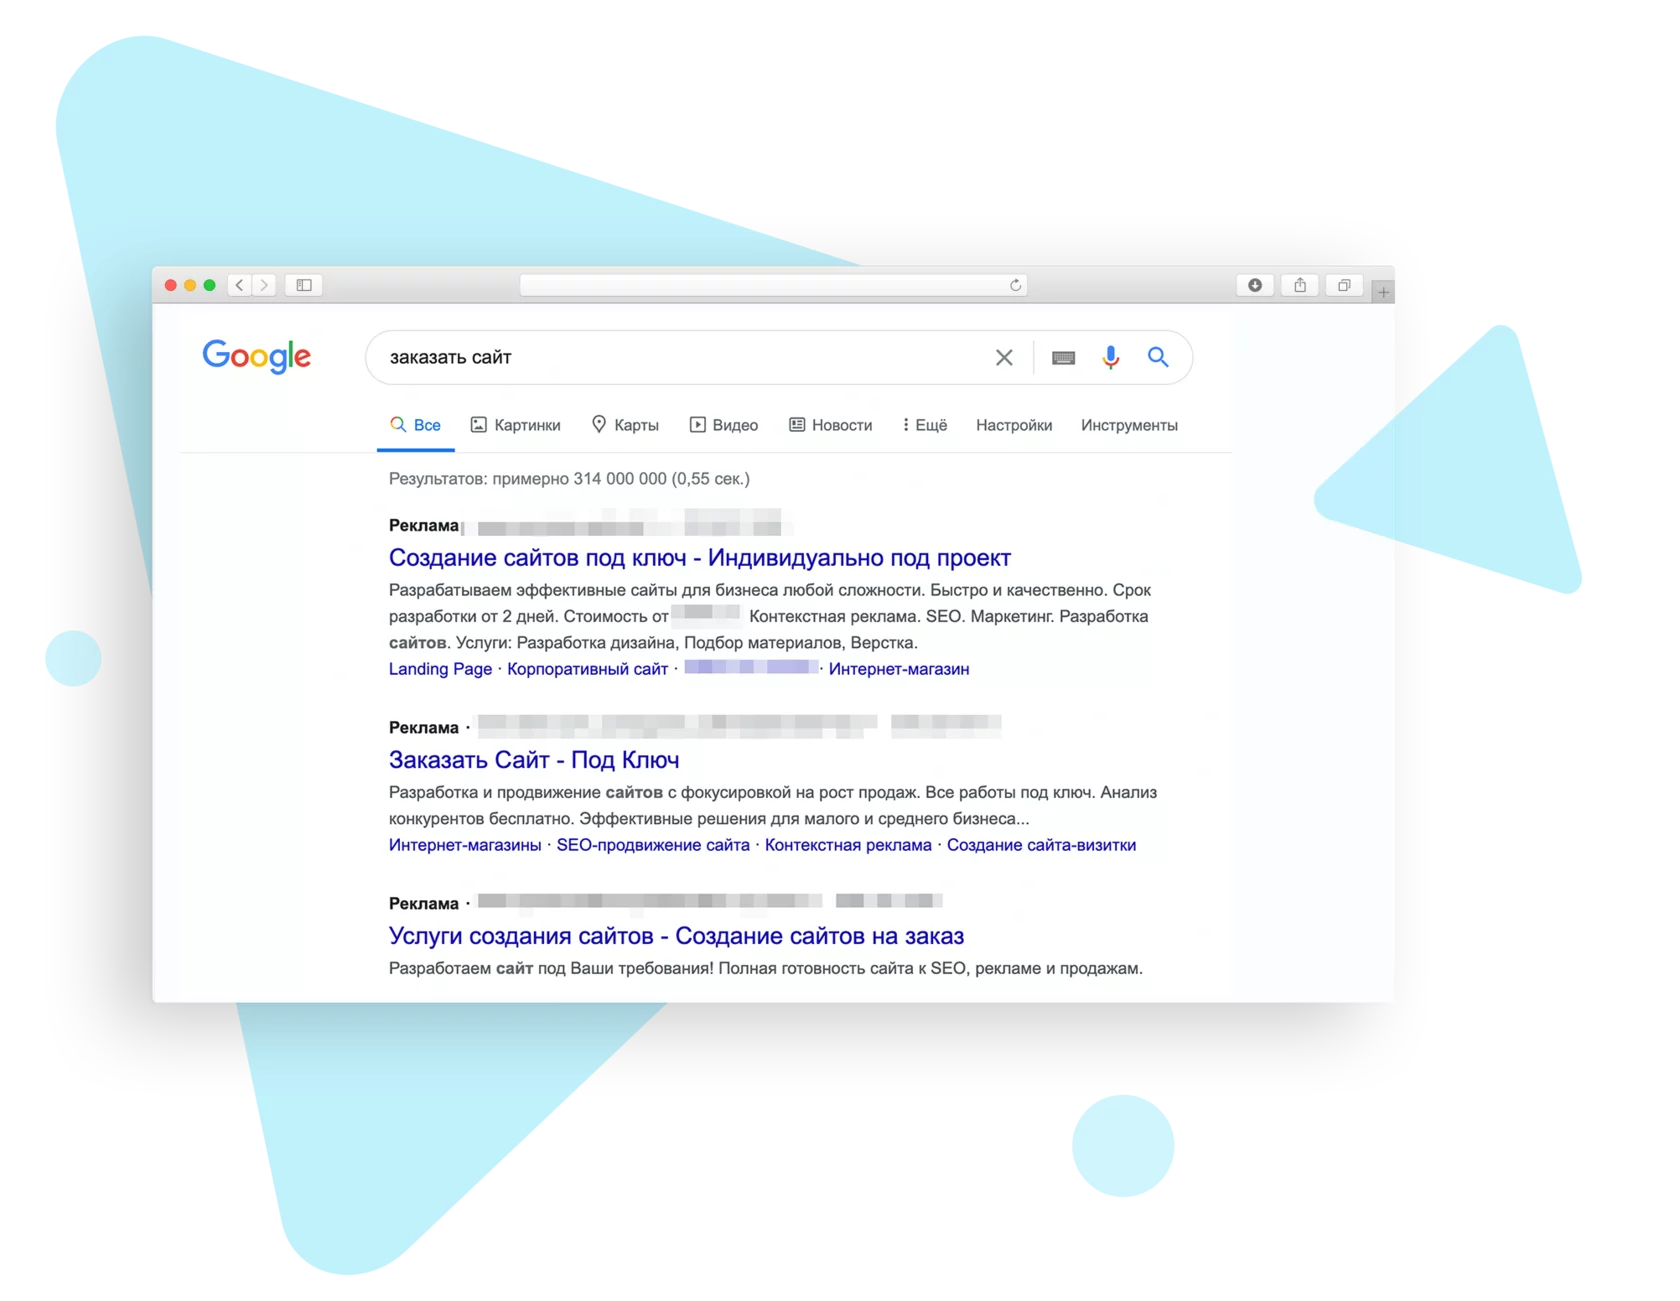 Google
заказать сайт
Все Картинки Карты Видео Новости Ещё Настройки Инструменты
Результатов: примерно 314 000 000 (0,55 сек.)
Реклама
Создание сайтов под ключ - Индивидуально под проект
Разрабатываем эффективные сайты для бизнеса любой сложности. Быстро и качественно. Срок
разработки от 2 дней. Стоимость от Контекстная реклама. SEO. Маркетинг. Разработка
сайтов. Услуги: Разработка дизайна, Подбор материалов, Верстка.
Landing Page · Корпоративный сайт · · Интернет-магазин
Реклама ·
Заказать Сайт - Под Ключ
Разработка и продвижение сайтов с фокусировкой на рост продаж. Все работы под ключ. Анализ
конкурентов бесплатно. Эффективные решения для малого и среднего бизнеса...
Интернет-магазины · SEO-продвижение сайта · Контекстная реклама · Создание сайта-визитки
Реклама ·
Услуги создания сайтов - Создание сайтов на заказ
Разработаем сайт под Ваши требования! Полная готовность сайта к SEO, рекламе и продажам.